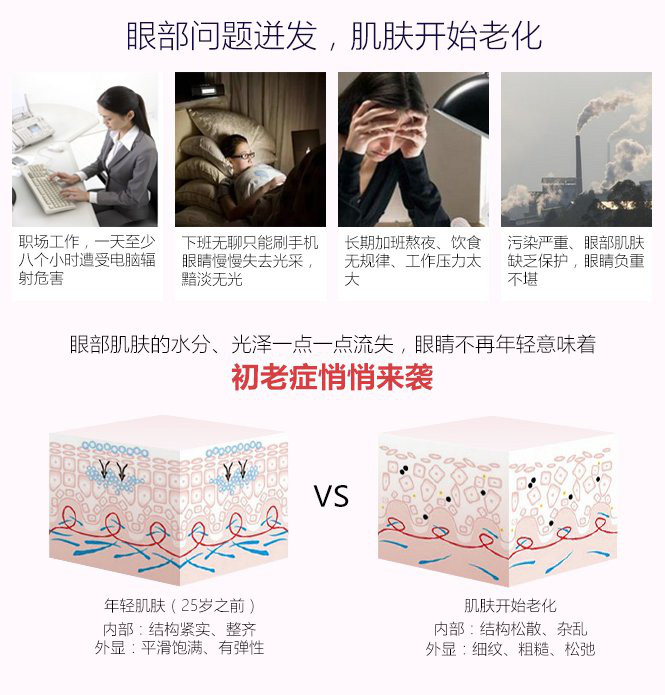 眼部问题迸发，肌肤开始老化
职场工作，一天至少
八个小时遭受电脑辐
射危害
下班无聊只能刷手机
眼睛慢慢失去光采，
黯淡无光
长期加班熬夜、饮食
无规律、工作压力太
大
污染严重、眼部肌肤
缺乏保护，眼睛负重
不堪
眼部肌肤的水分、光泽一点一点流失，眼睛不再年轻意味着
初老症悄悄来袭
VS
年轻肌肤（25岁之前）
内部：结构紧实、整齐
外显：平滑饱满、有弹性
肌肤开始老化
内部：结构松散、杂乱
外显：细纹、粗糙、松弛